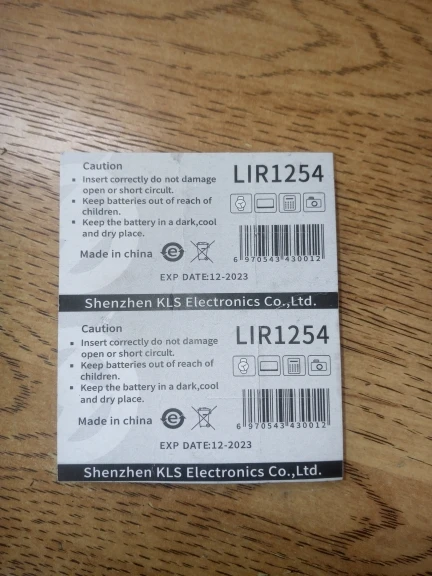 Caution
LIR1254
• Insert correctly do not damage
open or short circult.
• Keep batteries out of reach of
children.
• Keep the battery in a dark,cool
and dry place.
Made in china
6 970543 430012
EXP DATE:12-2023
Shenzhen KLS Electronics Co.,Ltd.
Caution
LIR1254
• Insert correctly do not damage
open or short circult.
• Keep batteries out of reach of
children.
• Keep the battery in a dark,cool
and dry place.
Made in china
6 970543 430012
EXP DATE:12-2023
Shenzhen KLS Electronics Co.,Ltd.